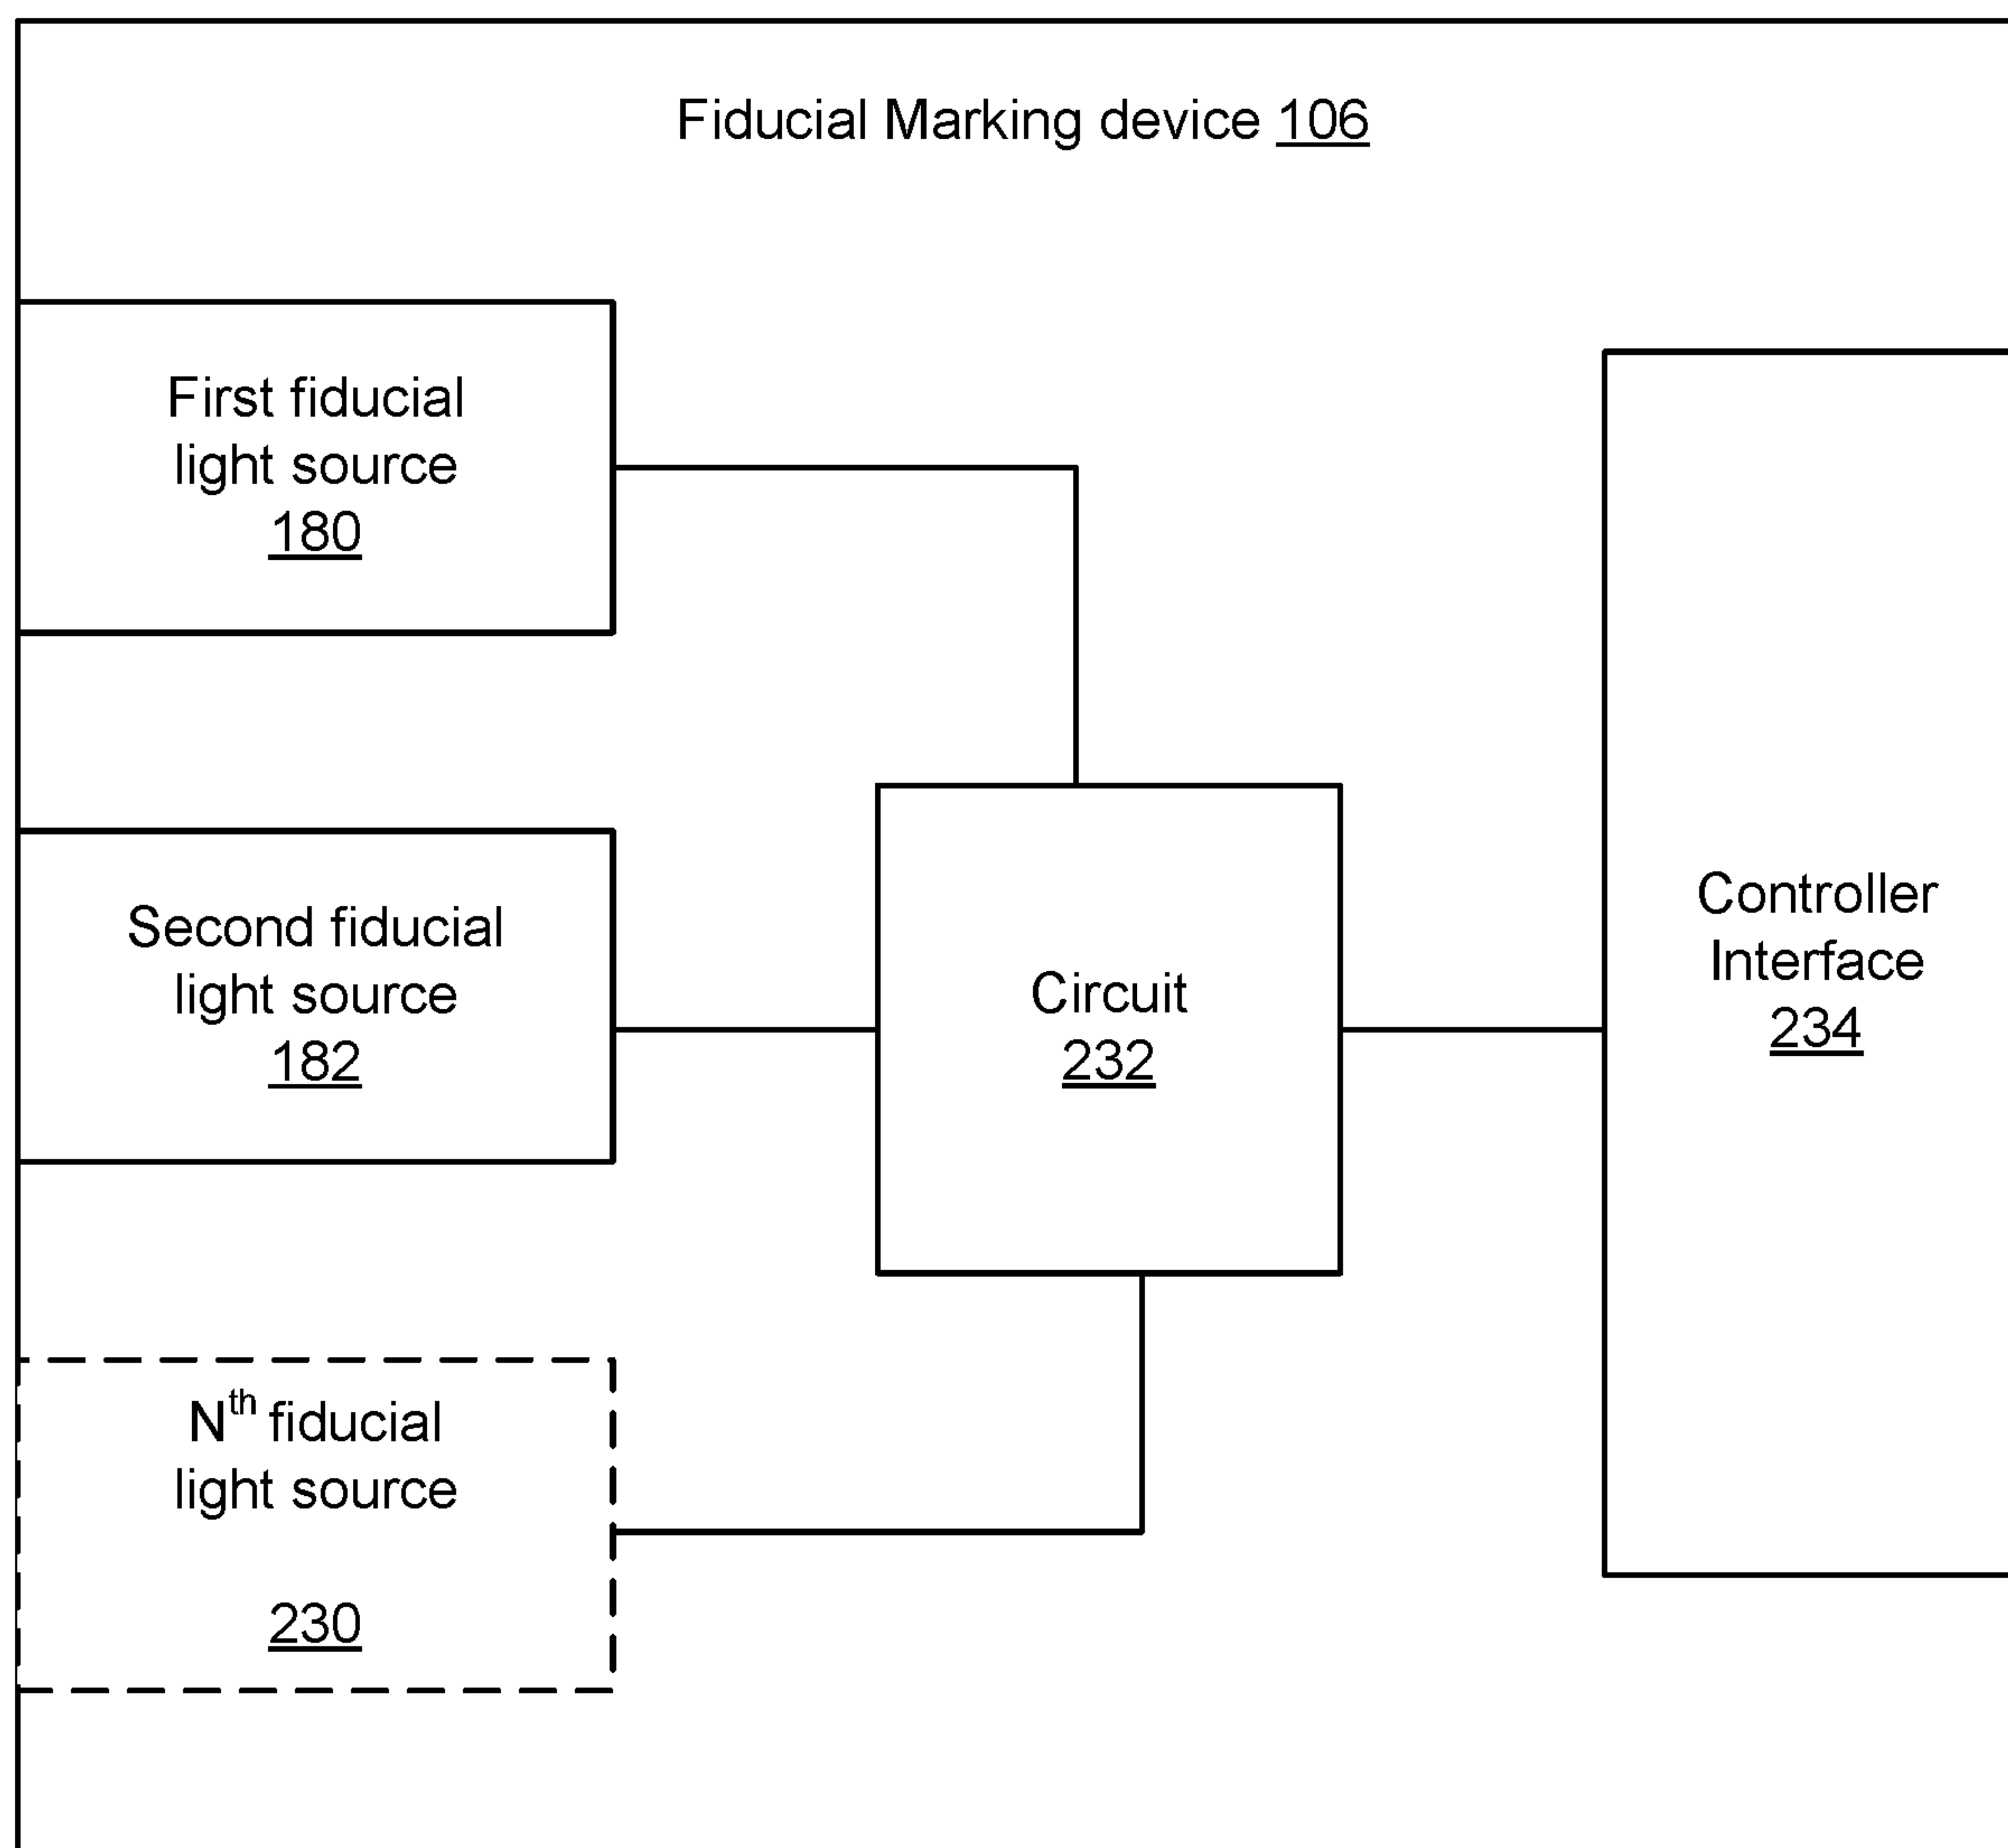 Fiducial Marking device 106
First fiducial
light source
180
Second fiducial
light source
182
Circuit
232
Controller
Interface
234
Nth fiducial
light source
230